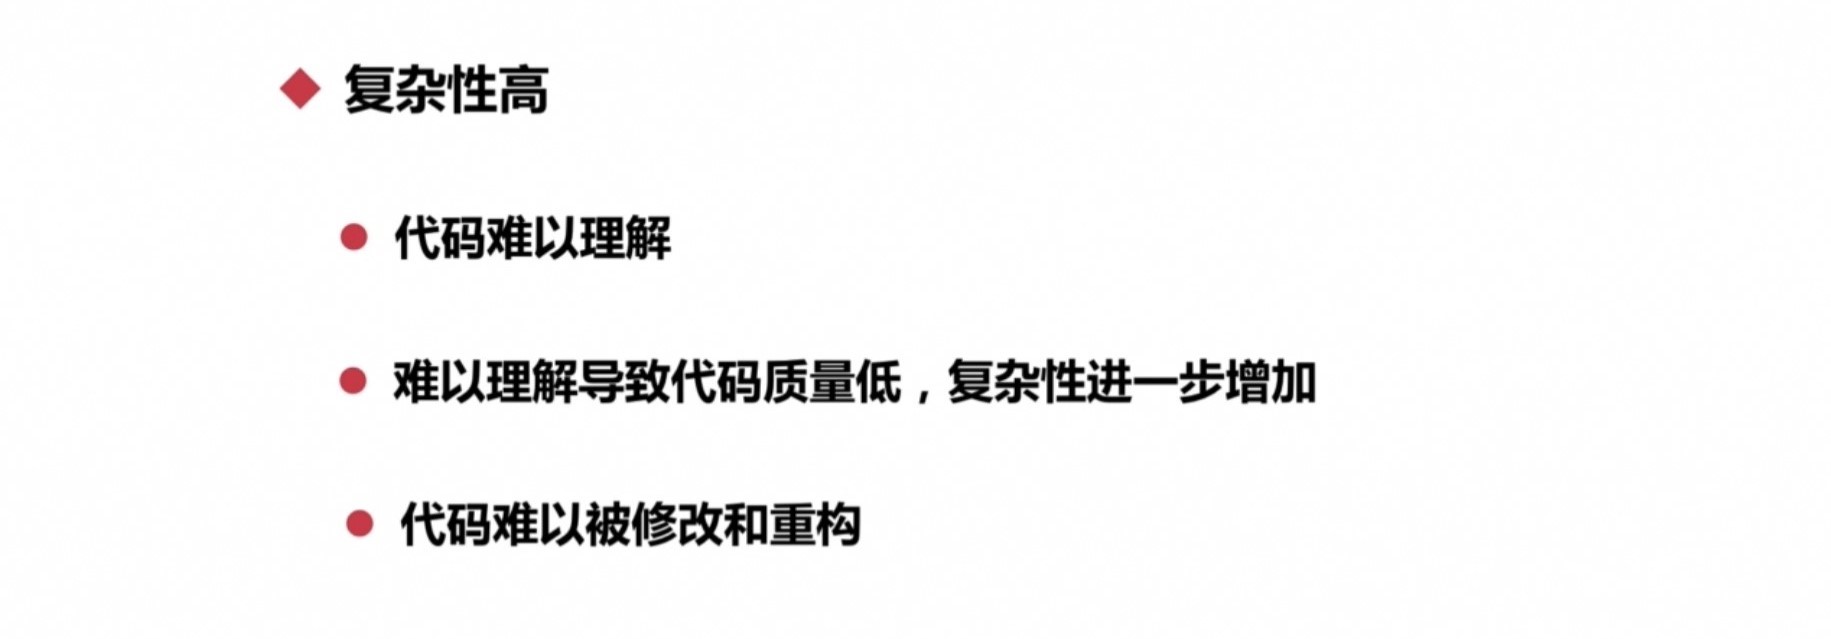 复杂性高
代码难以理解
难以理解导致代码质量低，复杂性进一步增加
代码难以被修改和重构